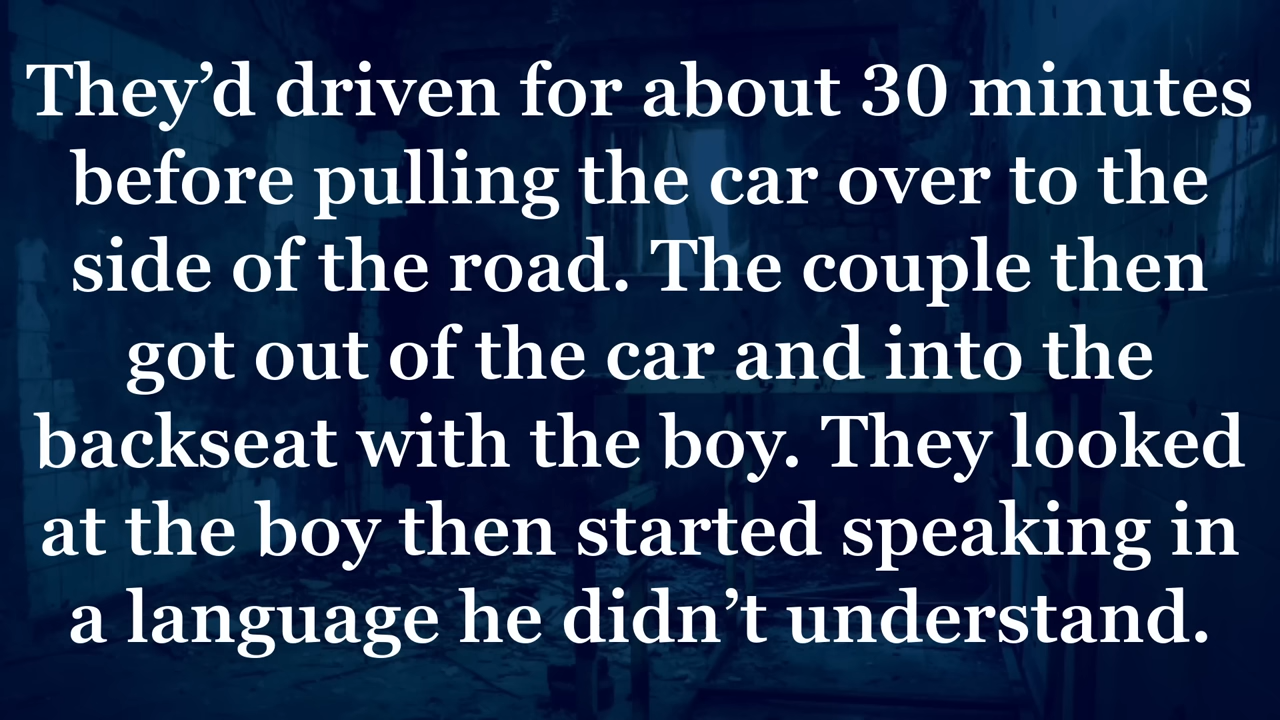 They’d driven for about 30 minutes
before pulling the car over to the
side of the road. The couple then
got out of the car and into the
backseat with the boy. They looked
at the boy then started speaking in
a language he didn’t understand.